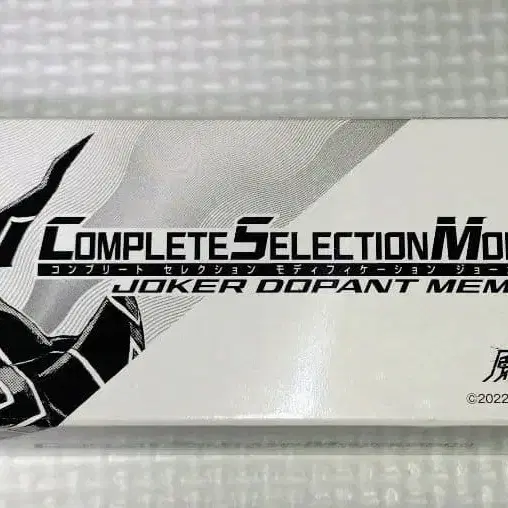 COMPLETE SELECTION MO
コンプリート セレクション モディフィケーション ジョー
JOKER DOPANT MEM
風
©2022